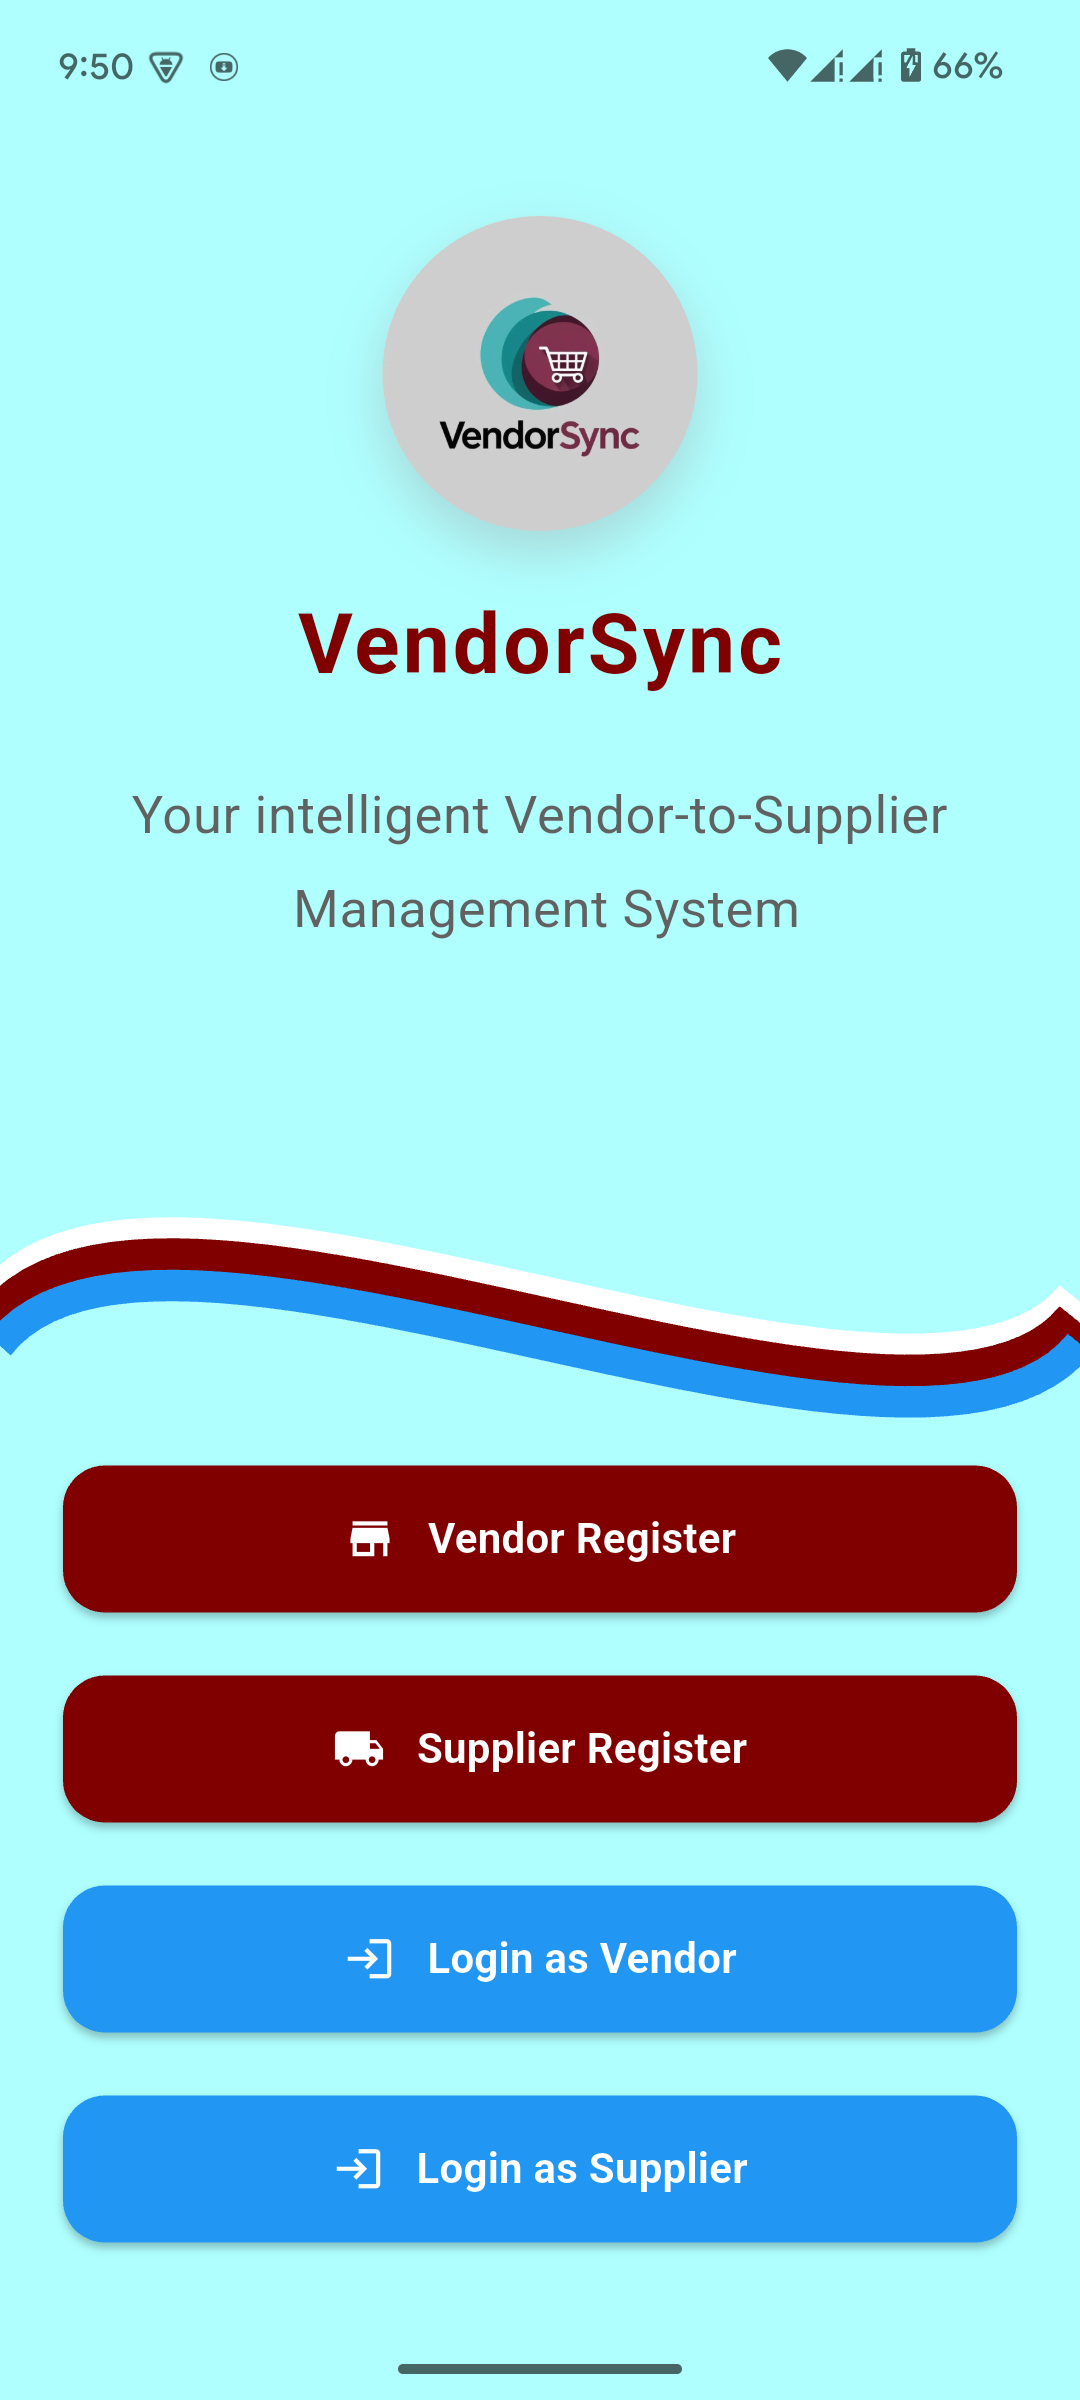 9:50
66%
VendorSync
VendorSync
Your intelligent Vendor-to-Supplier
Management System
Vendor Register
Supplier Register
Login as Vendor
Login as Supplier